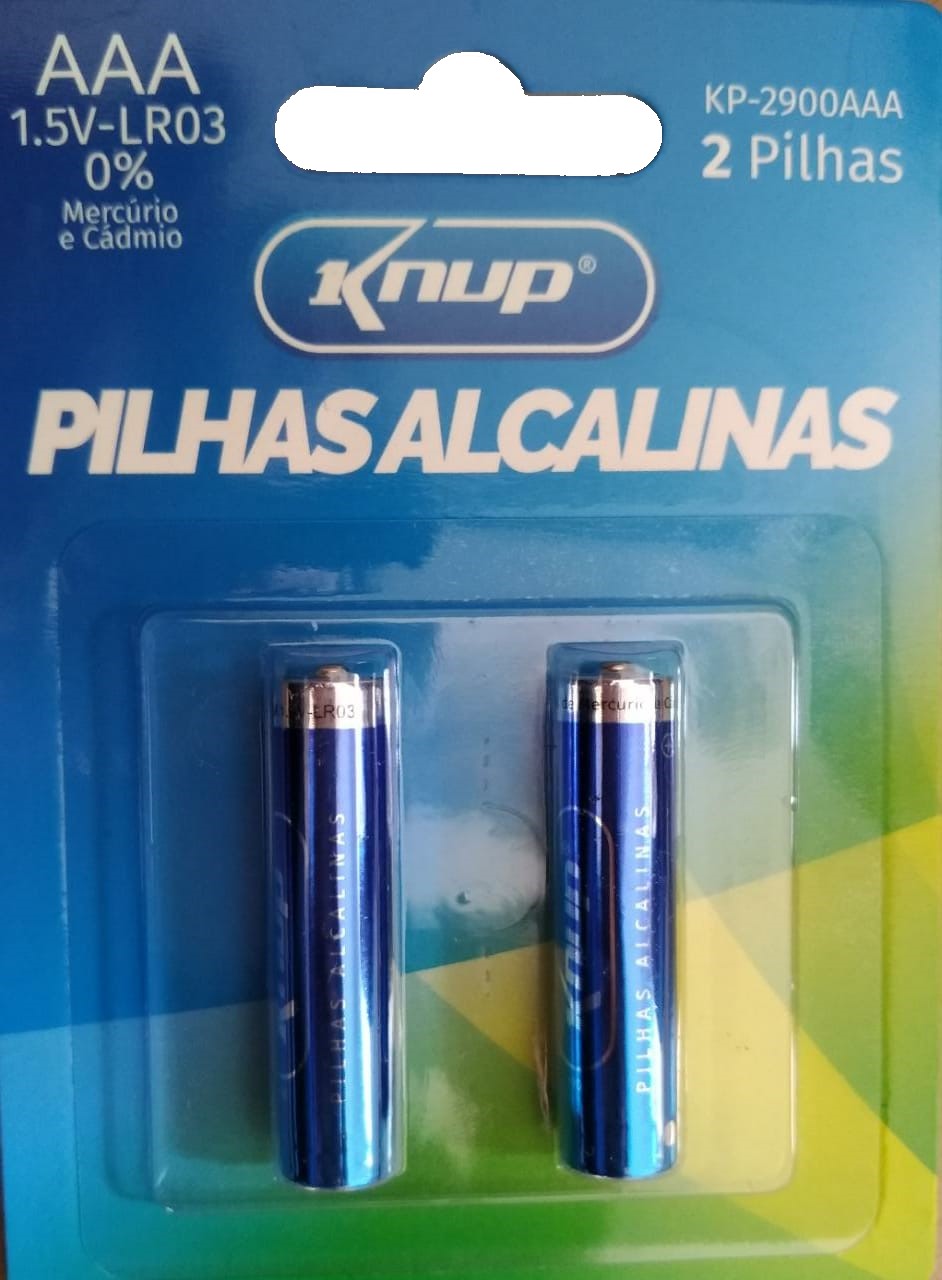 AAA
1.5V-LR03
0%
Mercúrio
e Cádmio
KP-2900AAA
2 Pilhas
Knup®
PILHAS ALCALINAS
-LR03
Mercúrio e
PILHAS ALCALINAS
Knup
PILHAS ALCALINAS